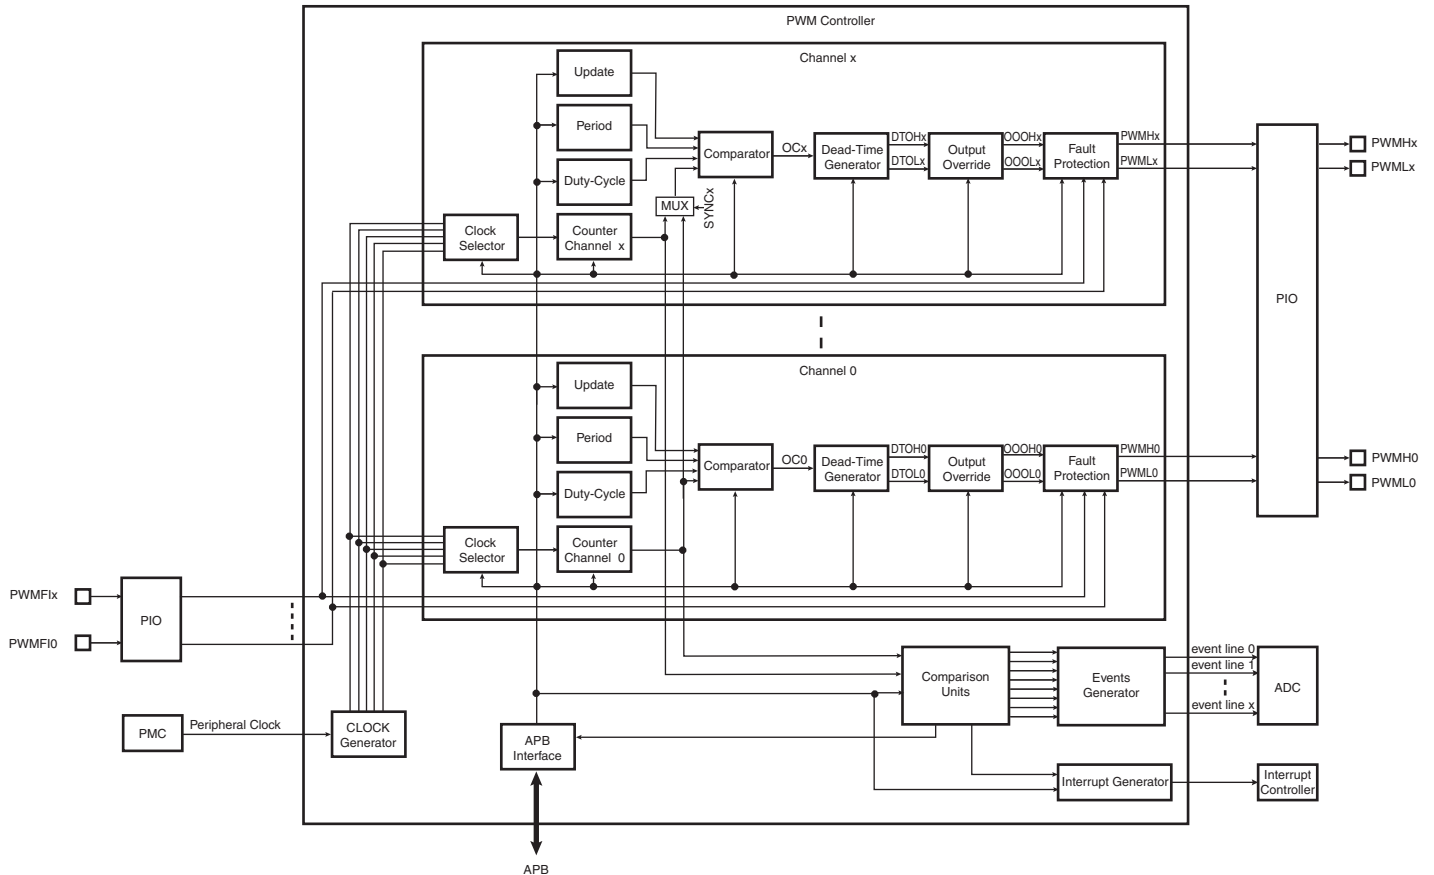 PWM Controller
Channel x
Update
Period
Comparator
OCx
Dead-Time
Generator
DTOHx
DTOLx
Output
Override
OOOHx
OOOLx
Fault
Protection
PWMHx
PWMLx
PWMHx
PWMLx
Duty-Cycle
MUX
SYNCx
Clock
Selector
Counter
Channel x
PIO
Channel 0
Update
Period
Comparator
OC0
Dead-Time
Generator
DTOH0
DTOL0
Output
Override
OOOH0
OOOL0
Fault
Protection
PWMH0
PWML0
PWMH0
PWML0
Duty-Cycle
Clock
Selector
Counter
Channel 0
PWMFIx
PWMFI0
PIO
Comparison
Units
Events
Generator
event line 0
event line 1
event line x
ADC
PMC
Peripheral Clock
CLOCK
Generator
APB
Interface
Interrupt Generator
Interrupt
Controller
APB